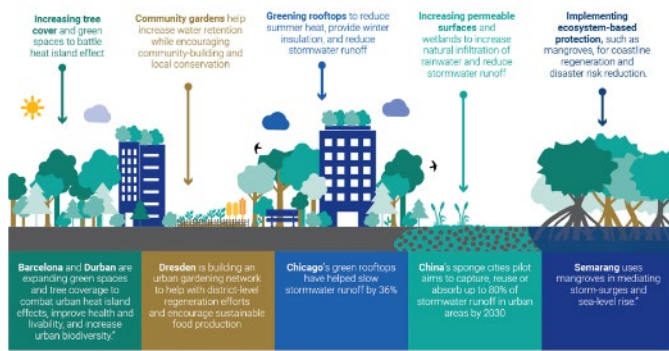 Increasing tree
cover and green
spaces to battle
heat island effect
Community gardens help
increase water retention
while encouraging
community-building and
local conservation
Greening rooftops to reduce
summer heat, provide winter
insulation, and reduce
stormwater runoff
Increasing permeable
surfaces and
wetlands to increase
natural infiltration of
rainwater and reduce
stormwater runoff
Implementing
ecosystem-based
protection, such as
mangroves, for coastline
regeneration and
disaster risk reduction.
Barcelona and Durban are
expanding green spaces
and tree coverage to
combat urban heat island
effects, improve health and
livability, and increase
urban biodiversity."
Dresden is building an
urban gardening network
to help with district-level
regeneration efforts
and encourage sustainable
food production
Chicago's green rooftops
have helped slow
stormwater runoff by 36%
China's sponge cities pilot
aims to capture, reuse or
absorb up to 80% of
stormwater runoff in urban
areas by 2030
Semarang uses
mangroves in mediating
storm-surges and
sea-level rise."